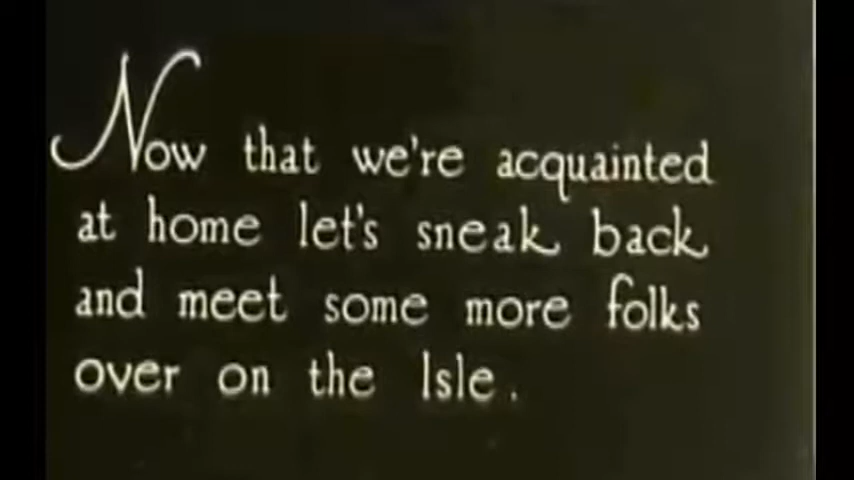 Now that we're acquainted
at home let's sneak back
and meet some more folks
over on the Isle.